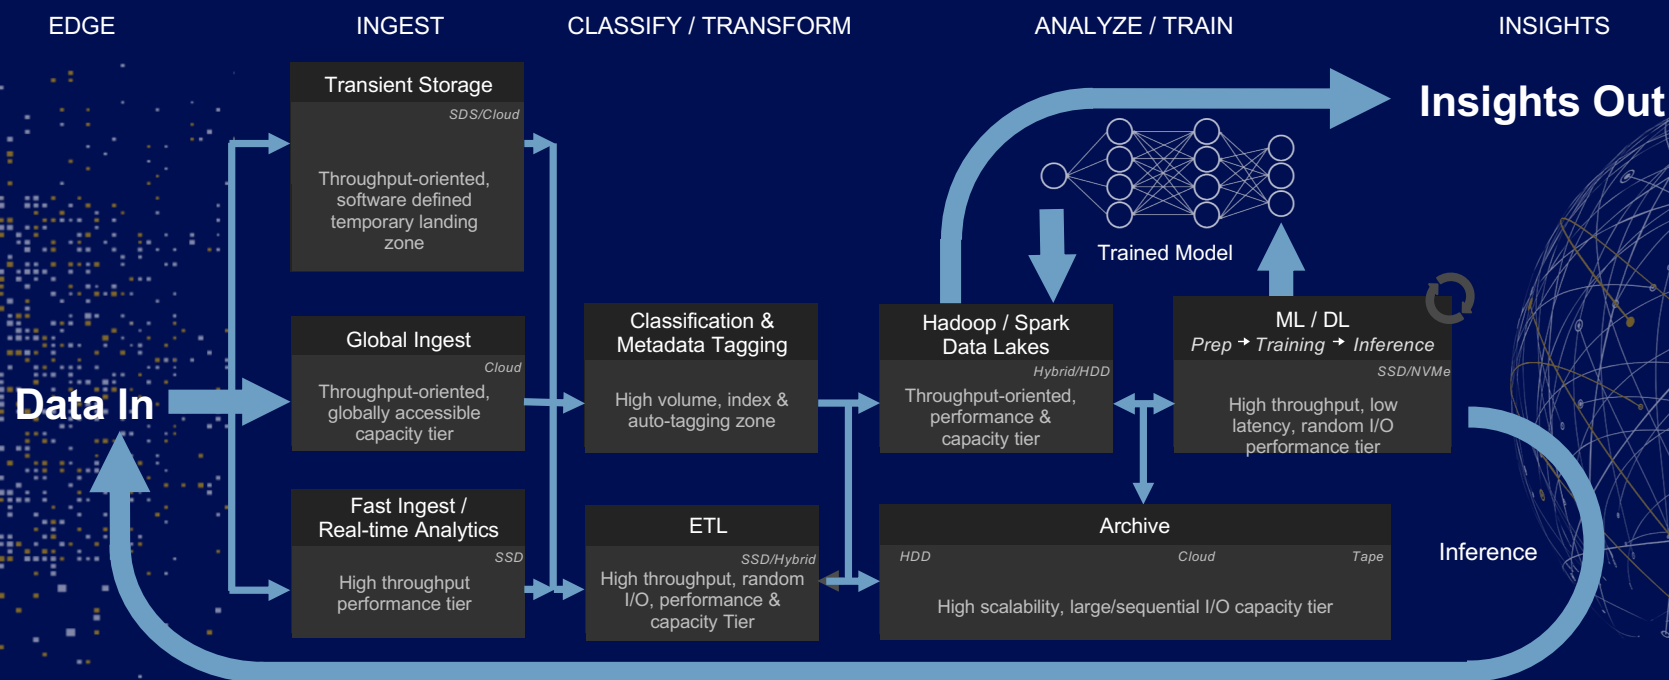 EDGE
INGEST
CLASSIFY / TRANSFORM
ANALYZE / TRAIN
INSIGHTS
Data In
Transient Storage
SDS/Cloud
Throughput-oriented,
software defined
temporary landing
zone
Global Ingest
Cloud
Throughput-oriented,
globally accessible
capacity tier
Fast Ingest /
Real-time Analytics
SSD
High throughput
performance tier
Classification &
Metadata Tagging
High volume, index &
auto-tagging zone
ETL
SSD/Hybrid
High throughput, random
I/O, performance &
capacity Tier
Hadoop / Spark
Data Lakes
Hybrid/HDD
Throughput-oriented,
performance &
capacity tier
Trained Model
ML / DL
Prep → Training → Inference
SSD/NVMe
High throughput, low
latency, random I/O
performance tier
Archive
HDD
Cloud
Tape
High scalability, large/sequential I/O capacity tier
Inference
Insights Out